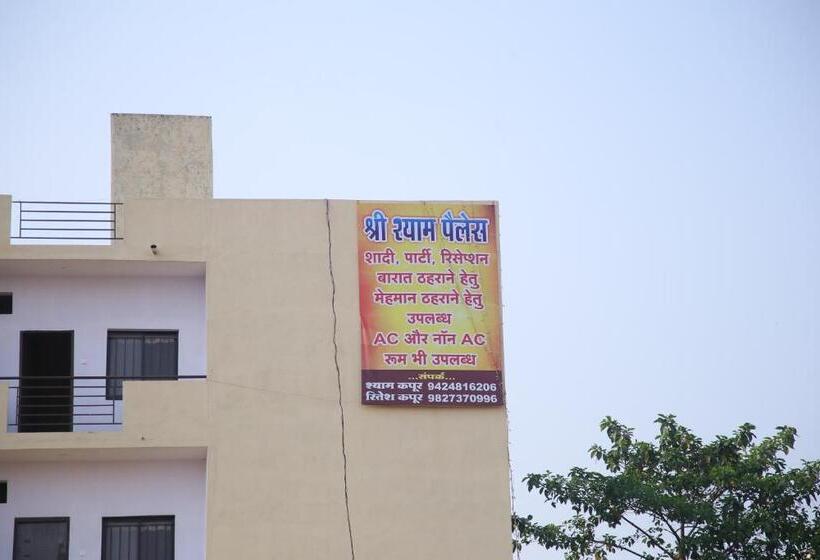 श्री श्याम पैलेस
शादी, पार्टी, रिसेप्शन
बारात ठहराने हेतु
मेहमान ठहराने हेतु
उपलब्ध
AC और नॉन AC
रूम भी उपलब्ध
...संपर्क...
श्याम कपूर 9424816206
रितेश कपूर 9827370996